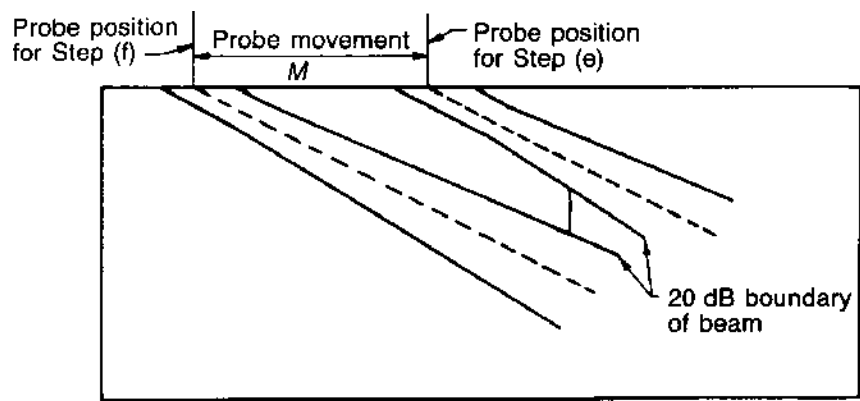 Probe position
for Step (f)
Probe movement
M
Probe position
for Step (e)
20 dB boundary
of beam